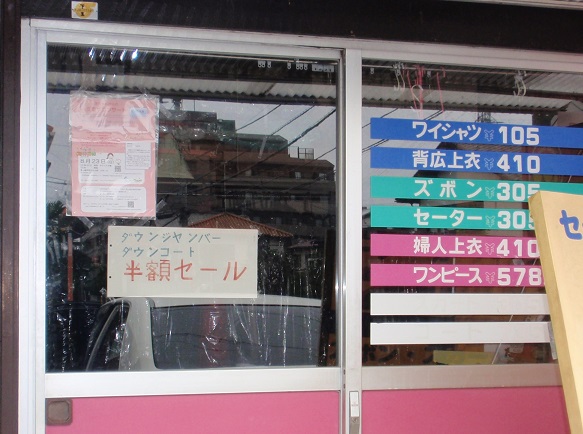 ダウンジャンバー
ダウンコート
半額セール
ワイシャツ 105
背広上衣 410
ズボン 305
セーター 305
婦人上衣 410
ワンピース 578
セ